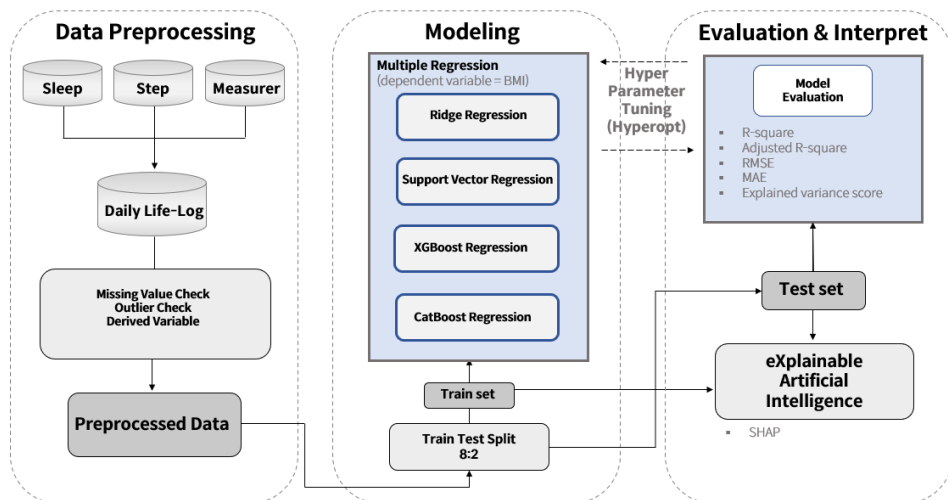 Data Preprocessing
Sleep
Step
Measurer
Daily Life-Log
Missing Value Check
Outlier Check
Derived Variable
Preprocessed Data
Modeling
Multiple Regression
(dependent variable = BMI)
Ridge Regression
Support Vector Regression
XGBoost Regression
CatBoost Regression
Train set
Train Test Split
8:2
Hyper
Parameter
Tuning
(Hyperopt)
Evaluation & Interpret
Model
Evaluation
▪ R-square
▪ Adjusted R-square
▪ RMSE
▪ MAE
▪ Explained variance score
Test set
eXplainable
Artificial
Intelligence
▪ SHAP